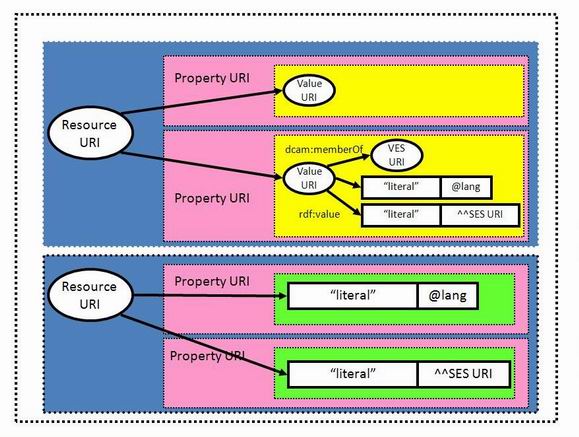 Property URI
Value
URI
Resource
URI
dcam:memberOf
VES
URI
Value
URI
Property URI
"literal" @lang
rdf:value
"literal" ^^SES URI
Resource
URI
Property URI
"literal" @lang
Property URI
"literal" ^^SES URI